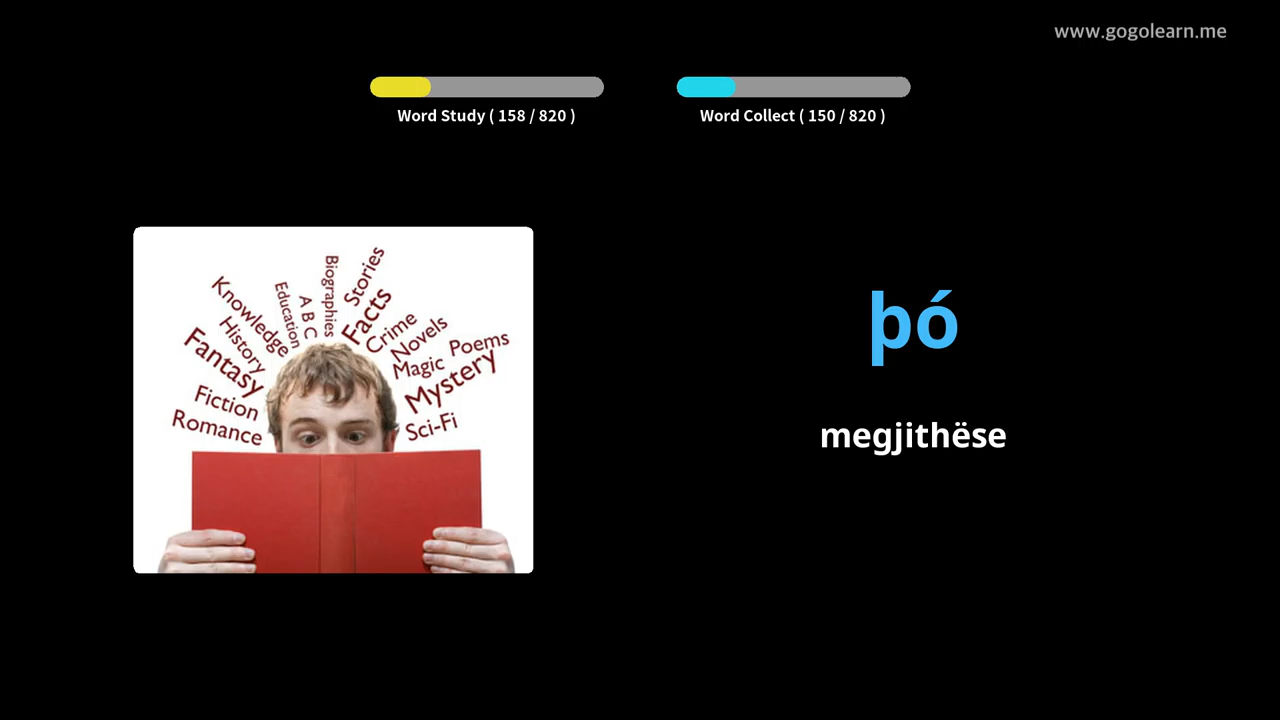 www.gogolearn.me
Word Study ( 158 / 820 )
Word Collect ( 150 / 820 )
Stories
Biographies
Facts
A B C
Education
Knowledge
Crime
Novels
History
Poems
Magic
Fantasy
Mystery
Fiction
Sci-Fi
Romance
þó
megjithëse